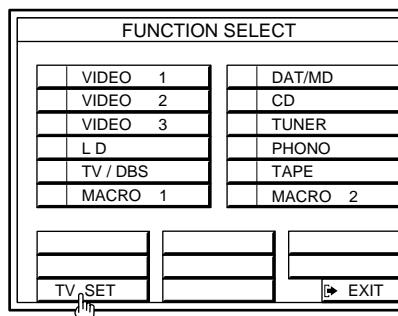 FUNCTION SELECT
VIDEO 1
VIDEO 2
VIDEO 3
L D
TV / DBS
MACRO 1
DAT/MD
CD
TUNER
PHONO
TAPE
MACRO 2
TV SET
EXIT